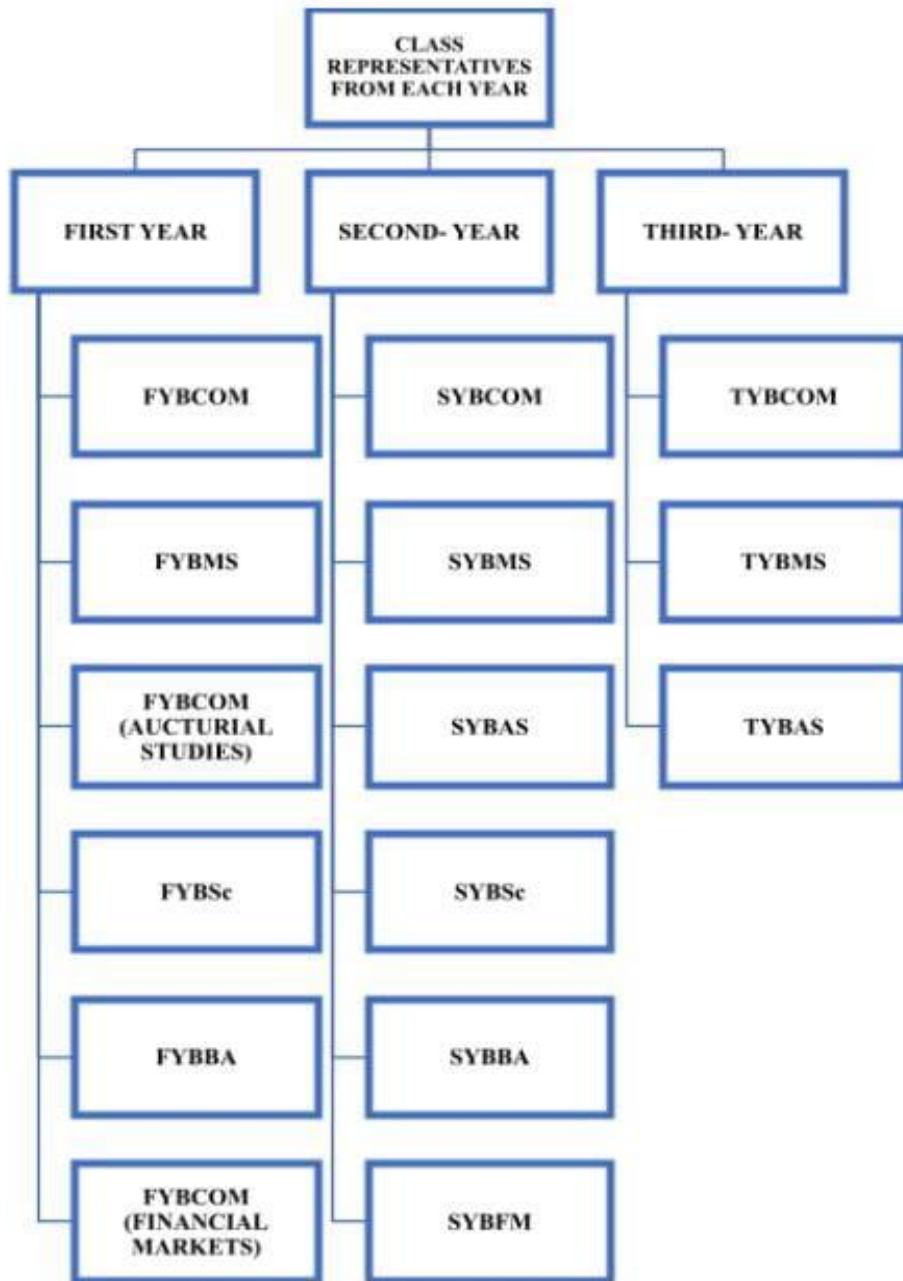 CLASS
REPRESENTATIVES
FROM EACH YEAR
FIRST YEAR
SECOND- YEAR
THIRD- YEAR
FYBCOM
SYBCOM
TYBCOM
FYBMS
SYBMS
TYBMS
FYBCOM
(AUCTURIAL
STUDIES)
SYBAS
TYBAS
FYBSc
SYBSc
FYBBA
SYBBA
FYBCOM
(FINANCIAL
MARKETS)
SYBFM